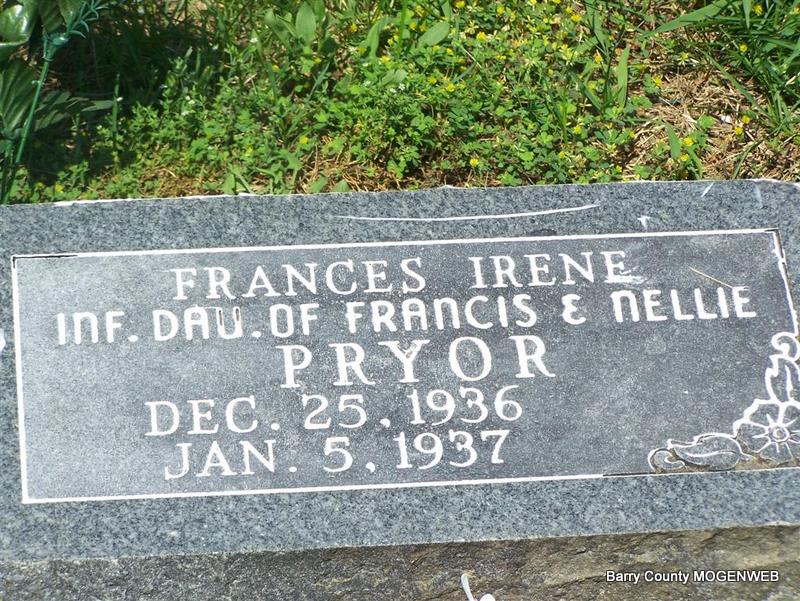 FRANCES IRENE
INF. DAU. OF FRANCIS & NELLIE
PRYOR
DEC. 25, 1936
JAN. 5, 1937
Barry County MOGENWEB